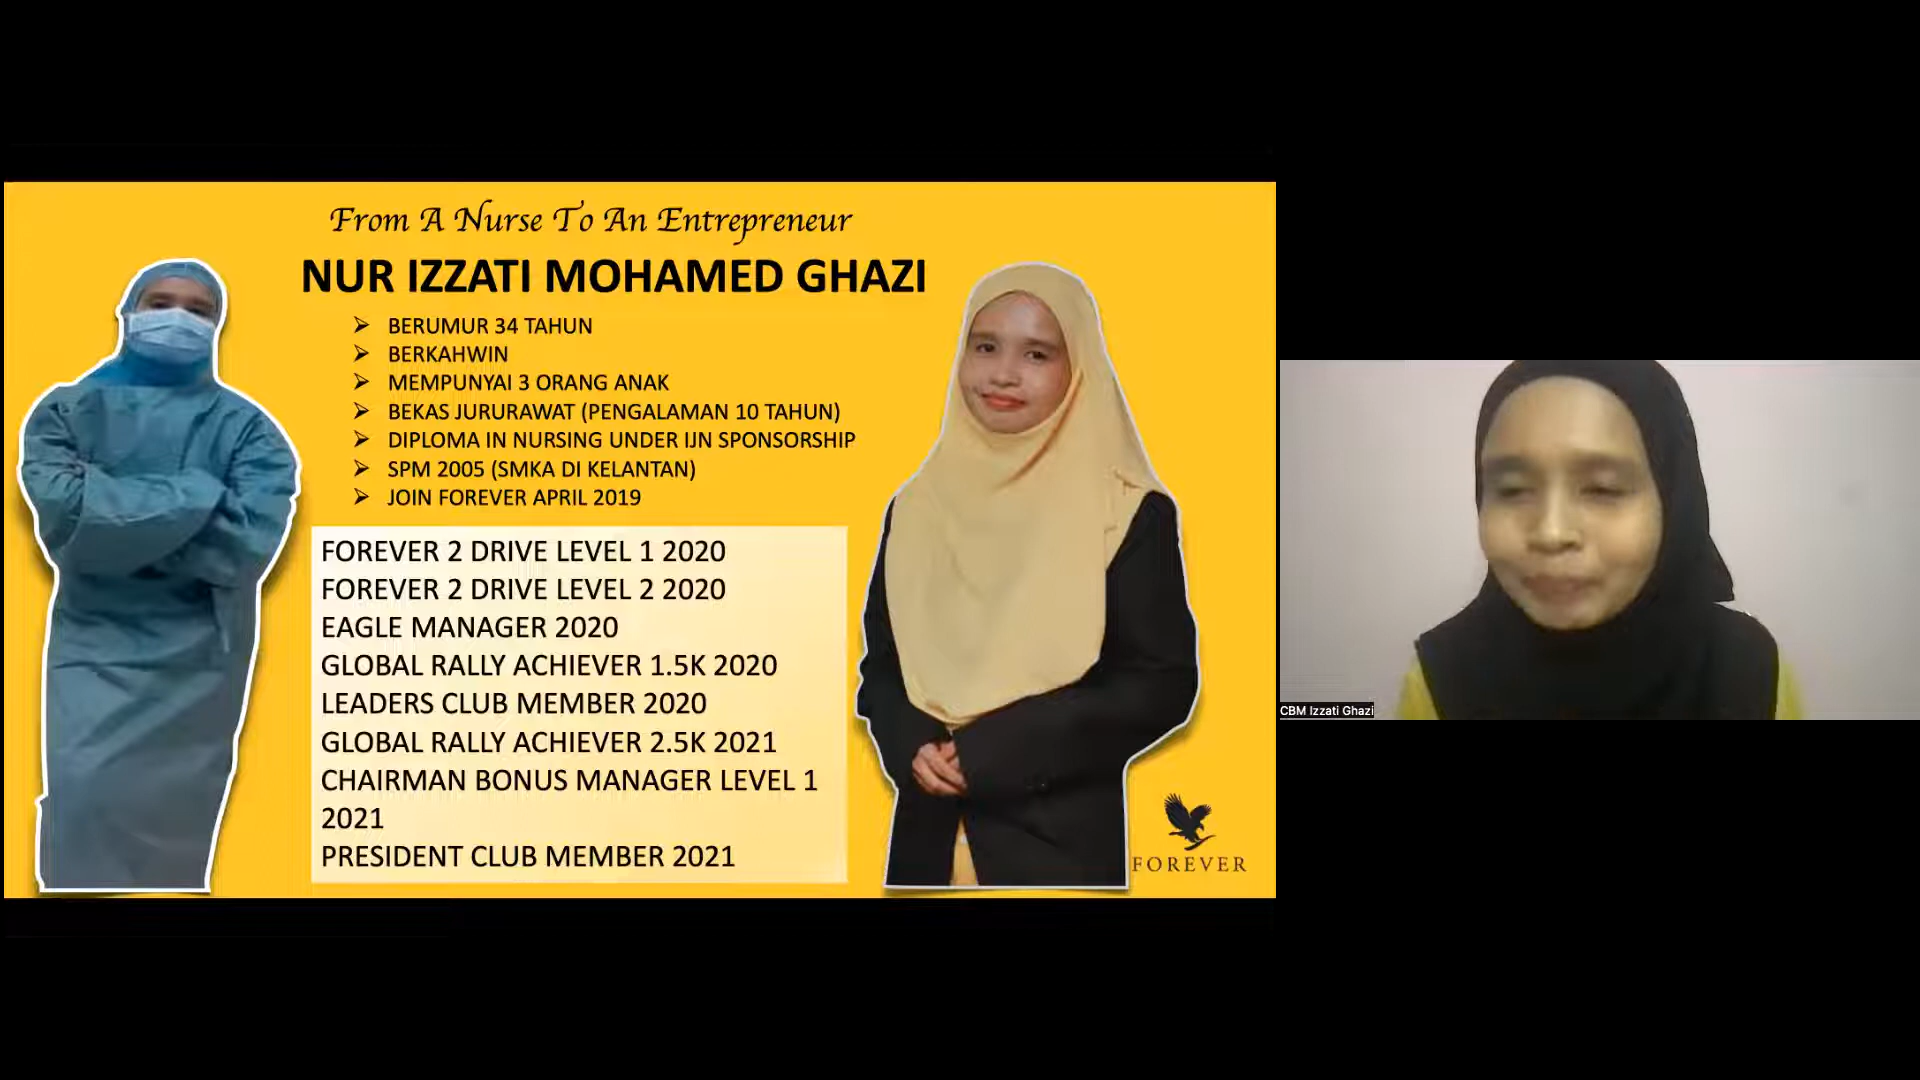 From A Nurse To An Entrepreneur
NUR IZZATI MOHAMED GHAZI
BERUMUR 34 TAHUN
BERKAHWIN
MEMPUNYAI 3 ORANG ANAK
BEKAS JURURAWAT (PENGALAMAN 10 TAHUN)
DIPLOMA IN NURSING UNDER IJN SPONSORSHIP
SPM 2005 (SMKA DI KELANTAN)
JOIN FOREVER APRIL 2019
FOREVER 2 DRIVE LEVEL 1 2020
FOREVER 2 DRIVE LEVEL 2 2020
EAGLE MANAGER 2020
GLOBAL RALLY ACHIEVER 1.5K 2020
LEADERS CLUB MEMBER 2020
GLOBAL RALLY ACHIEVER 2.5K 2021
CHAIRMAN BONUS MANAGER LEVEL 1
2021
PRESIDENT CLUB MEMBER 2021
FOREVER
CBM Izzati Ghazi